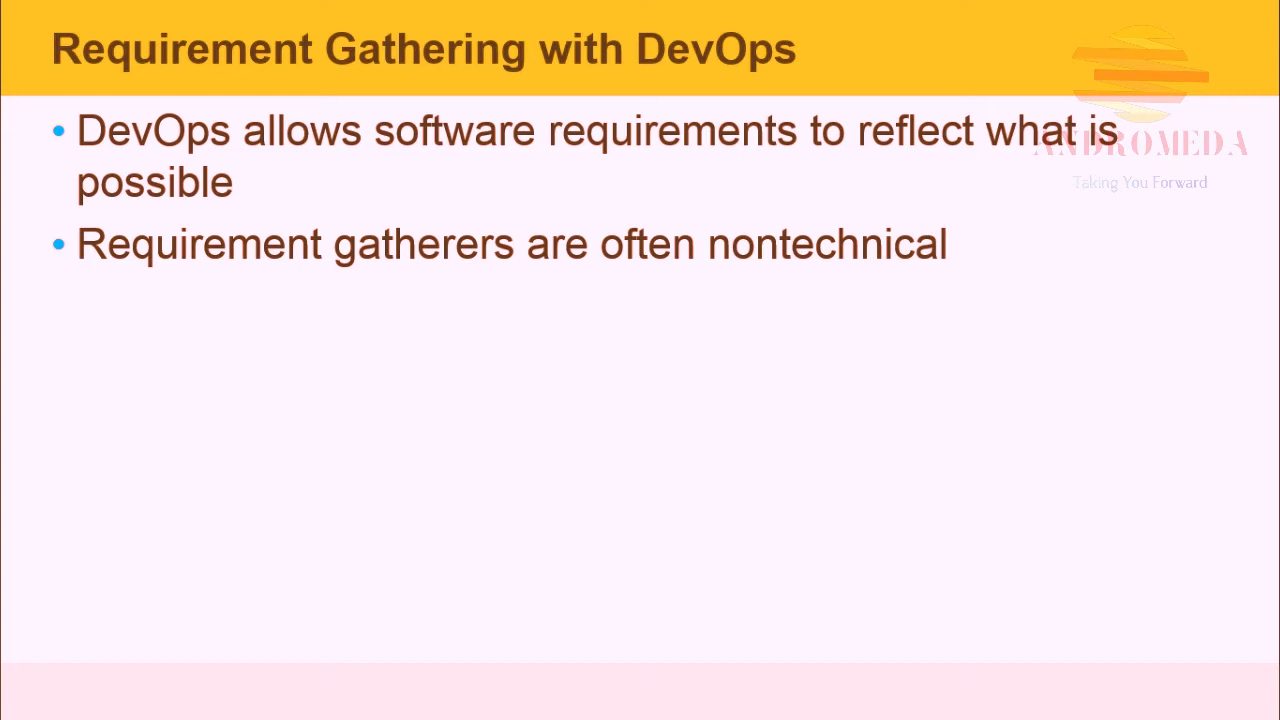 Requirement Gathering with DevOps
• DevOps allows software requirements to reflect what is
possible
• Requirement gatherers are often nontechnical
ANDROMEDA
Taking You Forward